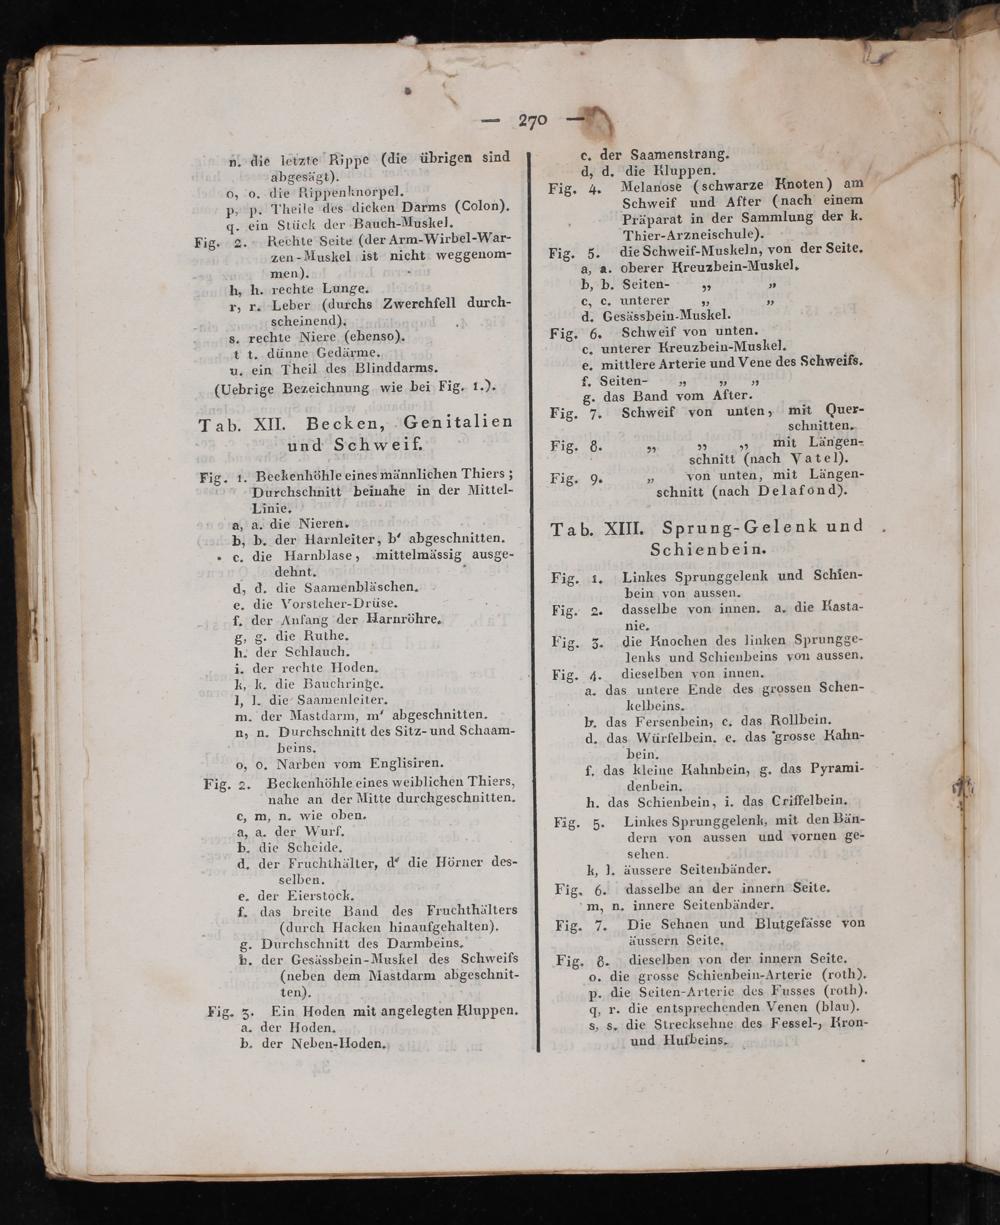 — 270 —
n. die letzte Rippe (die übrigen sind
abgesägt).
o, o. die Rippenknorpel.
p, p. Theile des dicken Darms (Colon).
q. ein Stück der Bauch-Muskel.
Fig. 2. Rechte Seite (der Arm-Wirbel-War-
zen-Muskel ist nicht weggenom-
men).
h, h. rechte Lunge.
r, r. Leber (durchs Zwerchfell durch-
scheinend).
s. rechte Niere (ebenso).
t t. dünne Gedärme.
u. ein Theil des Blinddarms.
(Uebrige Bezeichnung wie bei Fig. 1.).
Tab. XII. Becken, Genitalien
und Schweif.
Fig. 1. Beckenhöhle eines männlichen Thiers;
Durchschnitt beinahe in der Mittel-
Linie.
a, a. die Nieren.
b, b. der Harnleiter, b' abgeschnitten.
c. die Harnblase, mittelmässig ausge-
dehnt.
d, d. die Saamenbläschen.
e. die Vorsteher-Drüse.
f. der Anfang der Harnröhre.
g, g. die Ruthe.
h. der Schlauch.
i. der rechte Hoden.
k, k. die Bauchringe.
l, l. die Saamenleiter.
m. der Mastdarm, m' abgeschnitten.
n, n. Durchschnitt des Sitz- und Schaam-
beins.
o, o. Narben vom Englisiren.
Fig. 2. Beckenhöhle eines weiblichen Thiers,
nahe an der Mitte durchgeschnitten.
c, m, n. wie oben.
a, a. der Wurf.
b. die Scheide.
d. der Fruchthälter, d' die Hörner des-
selben.
e. der Eierstock.
f. das breite Band des Fruchthälters
(durch Hacken hinaufgehalten).
g. Durchschnitt des Darmbeins.
h. der Gesässbein-Muskel des Schweifs
(neben dem Mastdarm abgeschnit-
ten).
Fig. 3. Ein Hoden mit angelegten Kluppen.
a. der Hoden.
b. der Neben-Hoden.
c. der Saamenstrang.
d, d. die Kluppen.
Fig. 4. Melanose (schwarze Knoten) am
Schweif und After (nach einem
Präparat in der Sammlung der k.
Thier-Arzneischule).
Fig. 5. die Schweif-Muskeln, von der Seite.
a, a. oberer Kreuzbein-Muskel.
b, b. Seiten- „ „
c, c. unterer „ „
d. Gesässbein-Muskel.
Fig. 6. Schweif von unten.
c. unterer Kreuzbein-Muskel.
e. mittlere Arterie und Vene des Schweifs.
f. Seiten- „ „ „
g. das Band vom After.
Fig. 7. Schweif von unten, mit Quer-
schnitten.
Fig. 8. „ „ „ mit Längen-
schnitt (nach Vatel).
Fig. 9. „ von unten, mit Längen-
schnitt (nach Delafond).
Tab. XIII. Sprung-Gelenk und
Schienbein.
Fig. 1. Linkes Sprunggelenk und Schien-
bein von aussen.
Fig. 2. dasselbe von innen. a. die Kasta-
nie.
Fig. 3. die Knochen des linken Sprungge-
lenks und Schienbeins von aussen.
Fig. 4. dieselben von innen.
a. das untere Ende des grossen Schen-
kelbeins.
b. das Fersenbein, c. das Rollbein.
d. das Würfelbein. e. das grosse Kahn-
bein.
f. das kleine Kahnbein, g. das Pyrami-
denbein.
h. das Schienbein, i. das Griffelbein.
Fig. 5. Linkes Sprunggelenk, mit den Bän-
dern von aussen und vornen ge-
sehen.
k, l. äussere Seitenbänder.
Fig. 6. dasselbe an der innern Seite.
m, n. innere Seitenbänder.
Fig. 7. Die Sehnen und Blutgefässe von
äussern Seite.
Fig. 8. dieselben von der innern Seite.
o. die grosse Schienbein-Arterie (roth).
p. die Seiten-Arterie des Fusses (roth).
q, r. die entsprechenden Venen (blau).
s, s. die Strecksehne des Fessel-, Kron-
und Hufbeins.